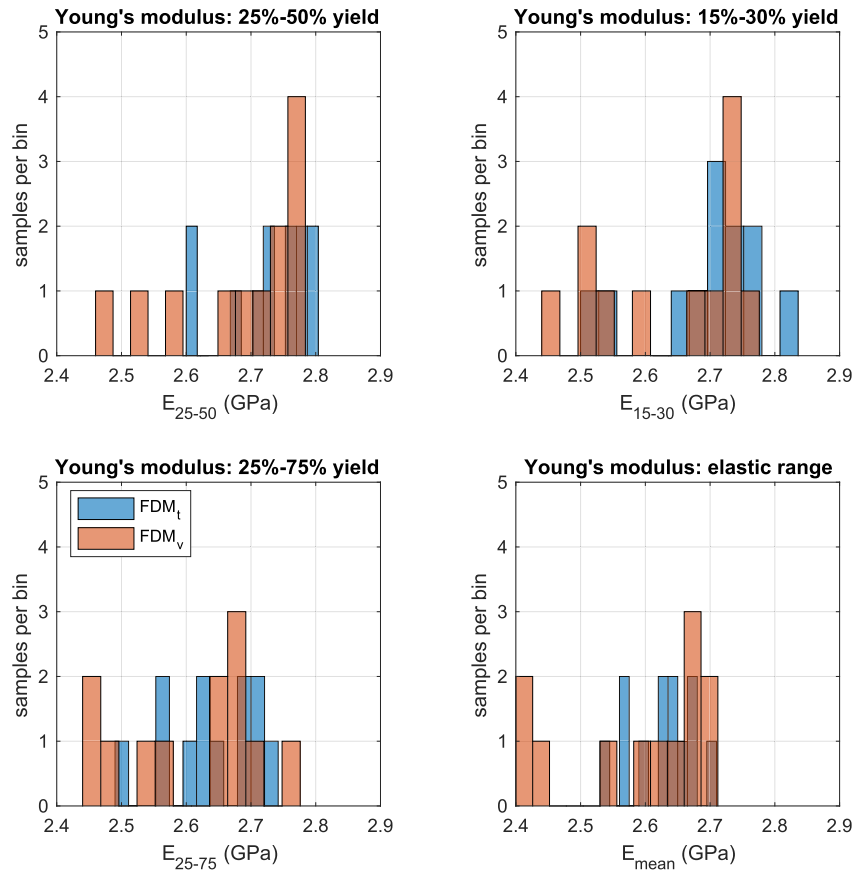 Young's modulus: 25%-50% yield
5
4
3
2
1
0
samples per bin
2.4 2.5 2.6 2.7 2.8 2.9
E25-50 (GPa)
Young's modulus: 15%-30% yield
5
4
3
2
1
0
samples per bin
2.4 2.5 2.6 2.7 2.8 2.9
E15-30 (GPa)
Young's modulus: 25%-75% yield
5
4
3
2
1
0
samples per bin
FDMt
FDMv
2.4 2.5 2.6 2.7 2.8 2.9
E25-75 (GPa)
Young's modulus: elastic range
5
4
3
2
1
0
samples per bin
2.4 2.5 2.6 2.7 2.8 2.9
Emean (GPa)